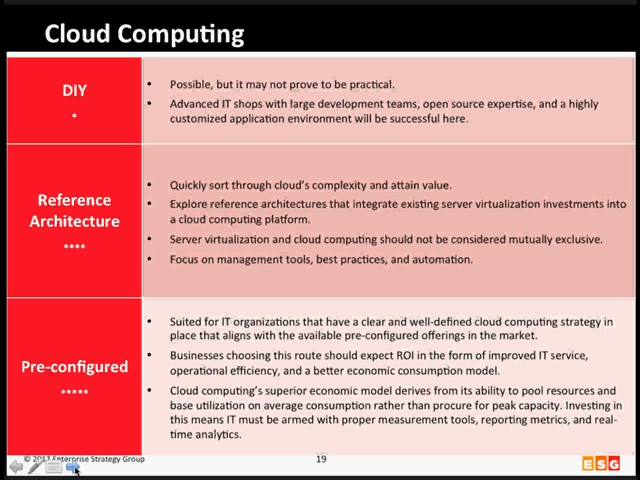 Cloud Computing
DIY
*
• Possible, but it may not prove to be practical.
• Advanced IT shops with large development teams, open source expertise, and a highly
customized application environment will be successful here.
Reference
Architecture
****
• Quickly sort through cloud's complexity and attain value.
• Explore reference architectures that integrate existing server virtualization investments into
a cloud computing platform.
• Server virtualization and cloud computing should not be considered mutually exclusive.
• Focus on management tools, best practices, and automation.
Pre-configured
*****
• Suited for IT organizations that have a clear and well-defined cloud computing strategy in
place that aligns with the available pre-configured offerings in the market.
• Businesses choosing this route should expect ROI in the form of improved IT service,
operational efficiency, and a better economic consumption model.
• Cloud computing's superior economic model derives from its ability to pool resources and
base utilization on average consumption rather than procure for peak capacity. Investing in
this means IT must be armed with proper measurement tools, reporting metrics, and real-
time analytics.
© 2012 Enterprise Strategy Group
19
ESG